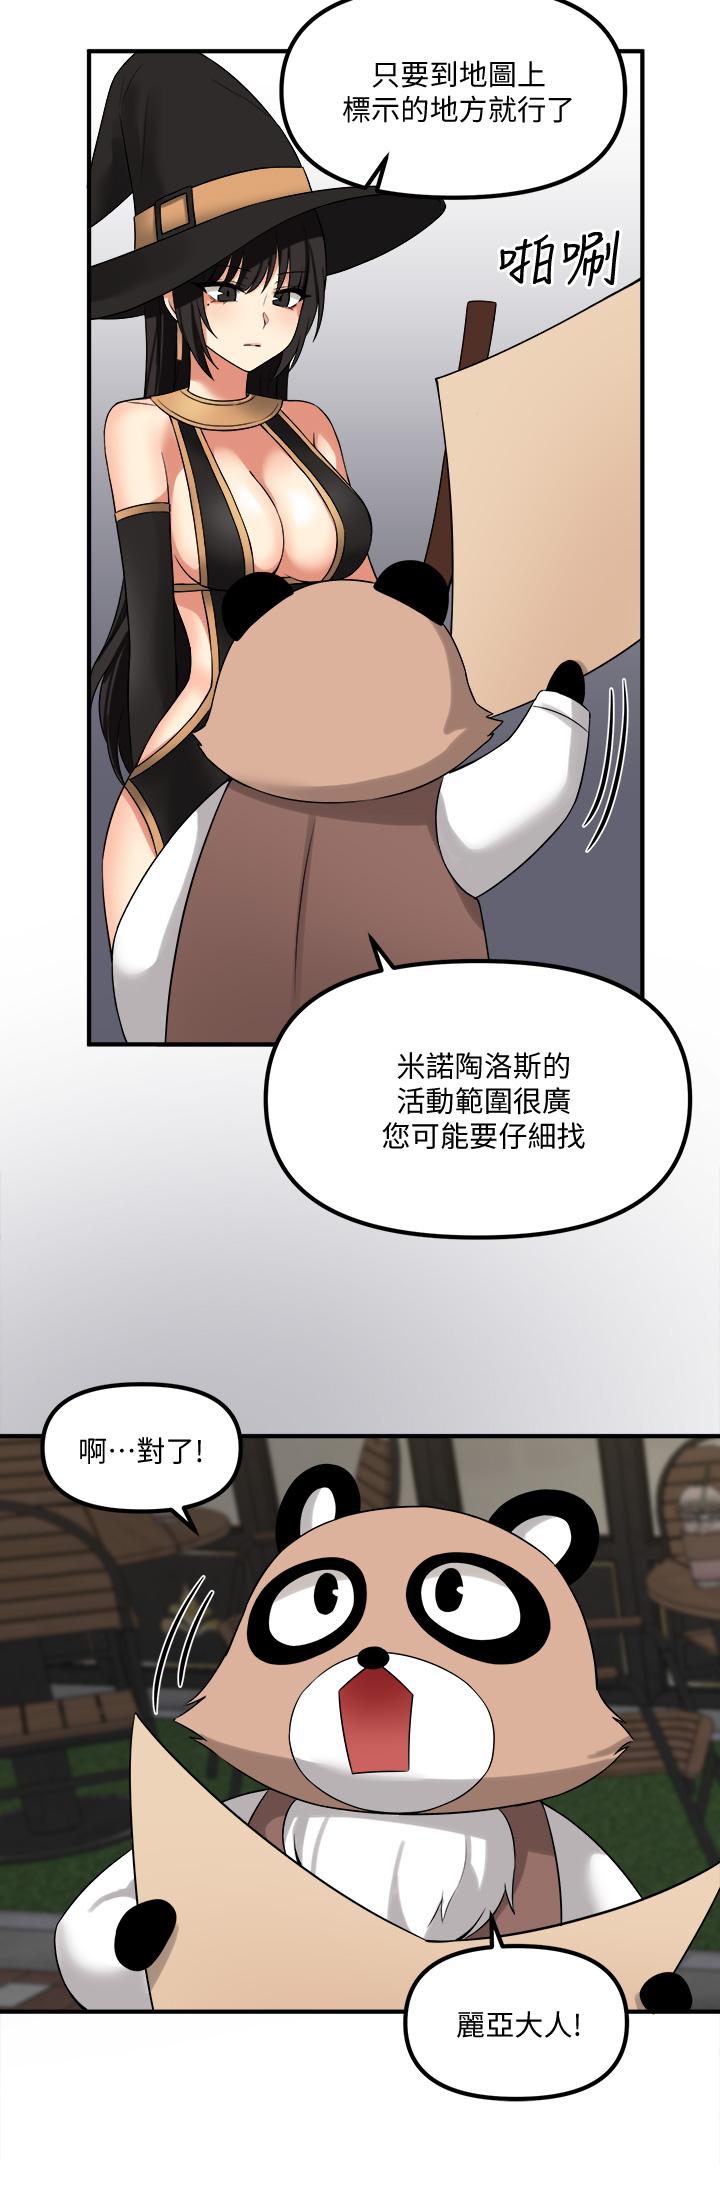 只要到地圖上
標示的地方就行了
啪唰
米諾陶洛斯的
活動範圍很廣
您可能要仔細找
啊⋯對了!
麗亞大人!